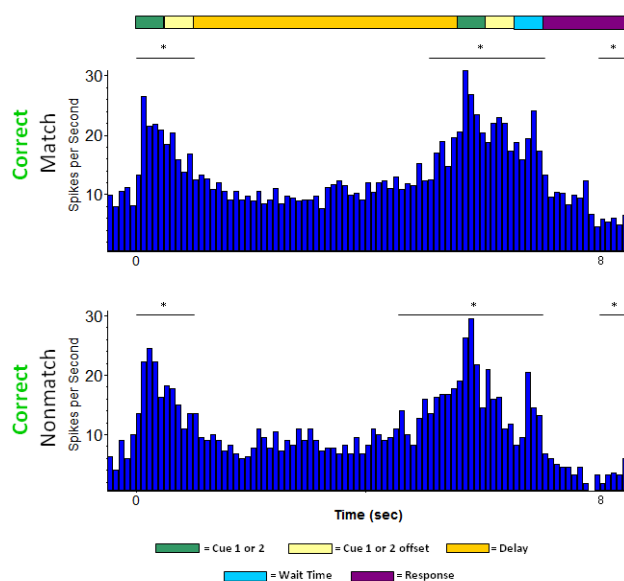 *
*
*
30
20
10
Correct
Match
Spikes per Second
0
8
*
*
*
30
20
10
Correct
Nonmatch
Spikes per Second
0
8
Time (sec)
= Cue 1 or 2
= Cue 1 or 2 offset
= Delay
= Wait Time
= Response